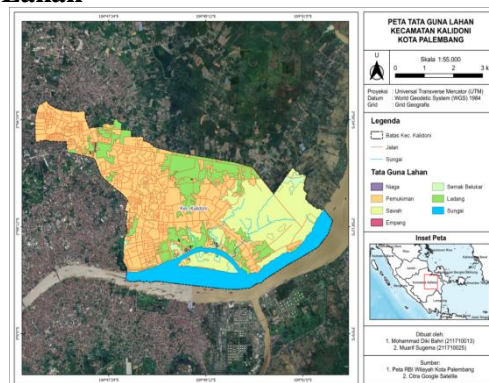 Lahan
PETA TATA GUNA LAHAN
KECAMATAN KALIDONI
KOTA PALEMBANG
U
Skala 1:55.000
0 1 2 3 k
Proyeksi : Universal Transverse Mercator (UTM)
Datum : World Geodetic System (WGS) 1984
Grid : Grid Geografis
Legenda
Batas Kec. Kalidoni
Jalan
Sungai
Tata Guna Lahan
Niaga
Semak Belukar
Pemukiman
Ladang
Sawah
Sungai
Empang
Kec. Kalidoni
Inset Peta
Dibuat oleh:
1. Mohammad Diki Bahri (211710013)
2. Muarif Sugema (211710025)
Sumber:
1. Peta RBI Wilayah Kota Palembang
2. Citra Google Satellite